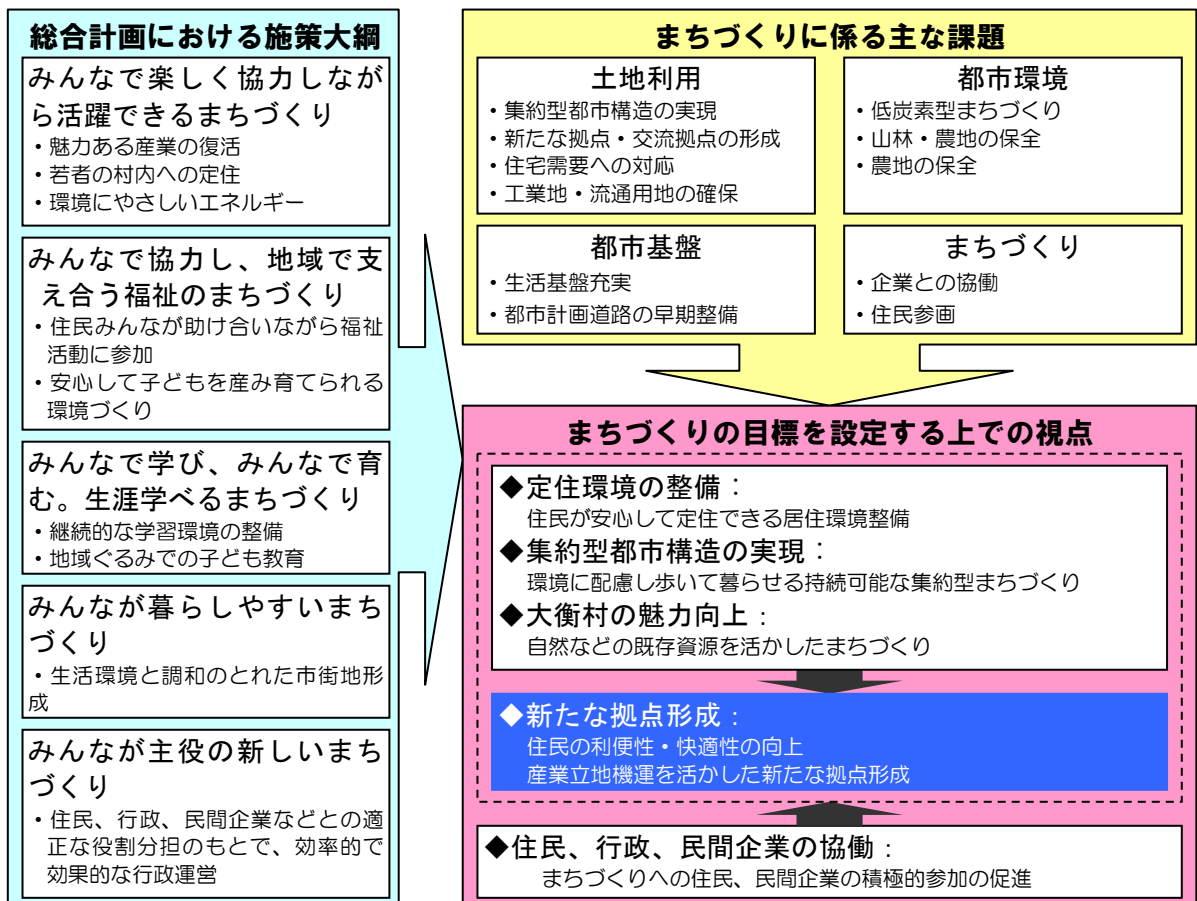 総合計画における施策大綱
みんなで楽しく協力しなが
ら活躍できるまちづくり
・魅力ある産業の復活
・若者の村内への定住
・環境にやさしいエネルギー
みんなで協力し、地域で支
え合う福祉のまちづくり
・住民みんなが助け合いながら福祉
活動に参加
・安心して子どもを産み育てられる
環境づくり
みんなで学び、みんなで育
む。生涯学べるまちづくり
・継続的な学習環境の整備
・地域ぐるみでの子ども教育
みんなが暮らしやすいまち
づくり
・生活環境と調和のとれた市街地形
成
みんなが主役の新しいまち
づくり
・住民、行政、民間企業などとの適
正な役割分担のもとで、効率的で
効果的な行政運営
まちづくりに係る主な課題
土地利用
・集約型都市構造の実現
・新たな拠点・交流拠点の形成
・住宅需要への対応
・工業地・流通用地の確保
都市環境
・低炭素型まちづくり
・山林・農地の保全
・農地の保全
都市基盤
・生活基盤充実
・都市計画道路の早期整備
まちづくり
・企業との協働
・住民参画
まちづくりの目標を設定する上での視点
◆定住環境の整備：
住民が安心して定住できる居住環境整備
◆集約型都市構造の実現：
環境に配慮し歩いて暮らせる持続可能な集約型まちづくり
◆大衡村の魅力向上：
自然などの既存資源を活かしたまちづくり
◆新たな拠点形成：
住民の利便性・快適性の向上
産業立地機運を活かした新たな拠点形成
◆住民、行政、民間企業の協働：
まちづくりへの住民、民間企業の積極的参加の促進